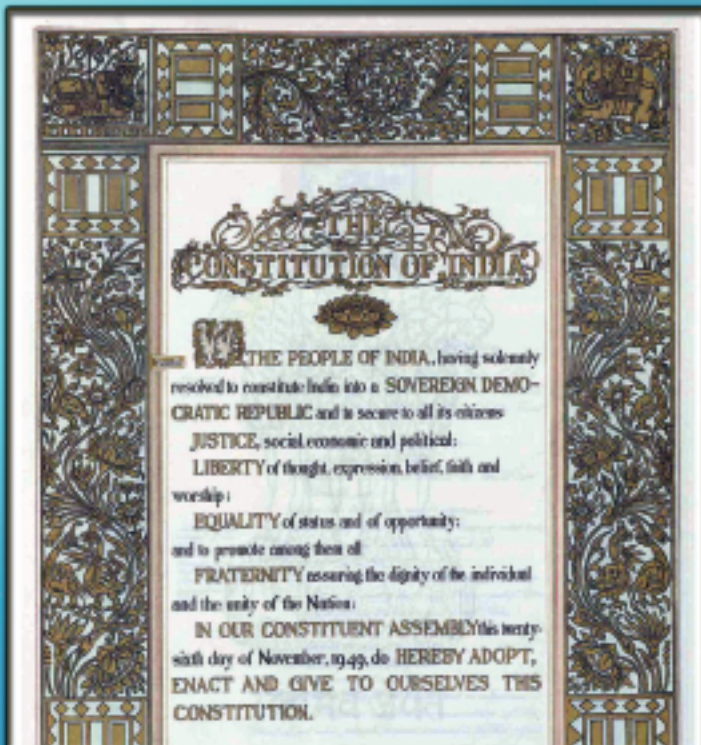 THE
CONSTITUTION OF INDIA
WE, THE PEOPLE OF INDIA, having solemnly
resolved to constitute India into a SOVEREIGN DEMO-
CRATIC REPUBLIC and to secure to all its citizens:
JUSTICE, social, economic and political;
LIBERTY of thought, expression, belief, faith and
worship;
EQUALITY of status and of opportunity;
and to promote among them all
FRATERNITY assuring the dignity of the individual
and the unity of the Nation;
IN OUR CONSTITUENT ASSEMBLY this twenty-
sixth day of November, 1949, do HEREBY ADOPT,
ENACT AND GIVE TO OURSELVES THIS
CONSTITUTION.